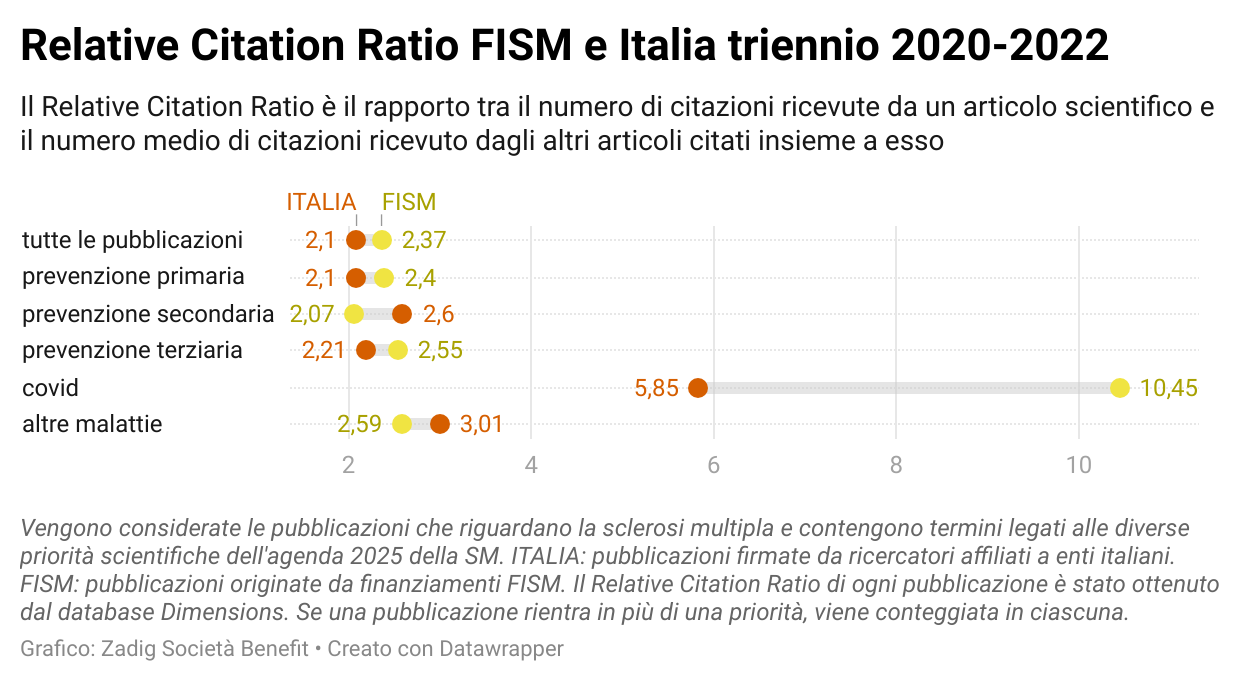 Relative Citation Ratio FISM e Italia triennio 2020-2022
Il Relative Citation Ratio è il rapporto tra il numero di citazioni ricevute da un articolo scientifico e
il numero medio di citazioni ricevuto dagli altri articoli citati insieme a esso
ITALIA FISM
tutte le pubblicazioni 2,1 2,37
prevenzione primaria 2,1 2,4
prevenzione secondaria 2,07 2,6
prevenzione terziaria 2,21 2,55
covid 5,85 10,45
altre malattie 2,59 3,01
2 4 6 8 10
Vengono considerate le pubblicazioni che riguardano la sclerosi multipla e contengono termini legati alle diverse
priorità scientifiche dell'agenda 2025 della SM. ITALIA: pubblicazioni firmate da ricercatori affiliati a enti italiani.
FISM: pubblicazioni originate da finanziamenti FISM. Il Relative Citation Ratio di ogni pubblicazione è stato ottenuto
dal database Dimensions. Se una pubblicazione rientra in più di una priorità, viene conteggiata in ciascuna.
Grafico: Zadig Società Benefit • Creato con Datawrapper